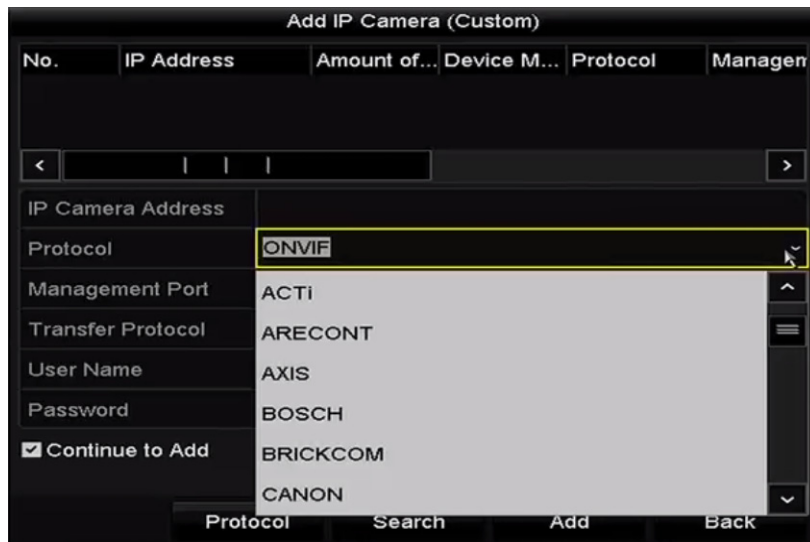 Add IP Camera (Custom)
No. IP Address Amount of... Device M... Protocol Managem
IP Camera Address
Protocol ONVIF
Management Port ACTi
Transfer Protocol ARECONT
User Name AXIS
Password BOSCH
Continue to Add BRICKCOM
CANON
Protocol Search Add Back